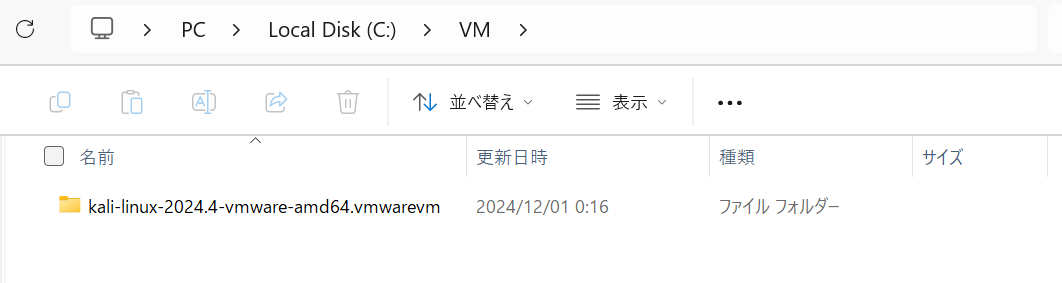 PC > Local Disk (C:) > VM >
並べ替え 表示 •••
名前 更新日時 種類 サイズ
kali-linux-2024.4-vmware-amd64.vmwarevm 2024/12/01 0:16 ファイル フォルダー